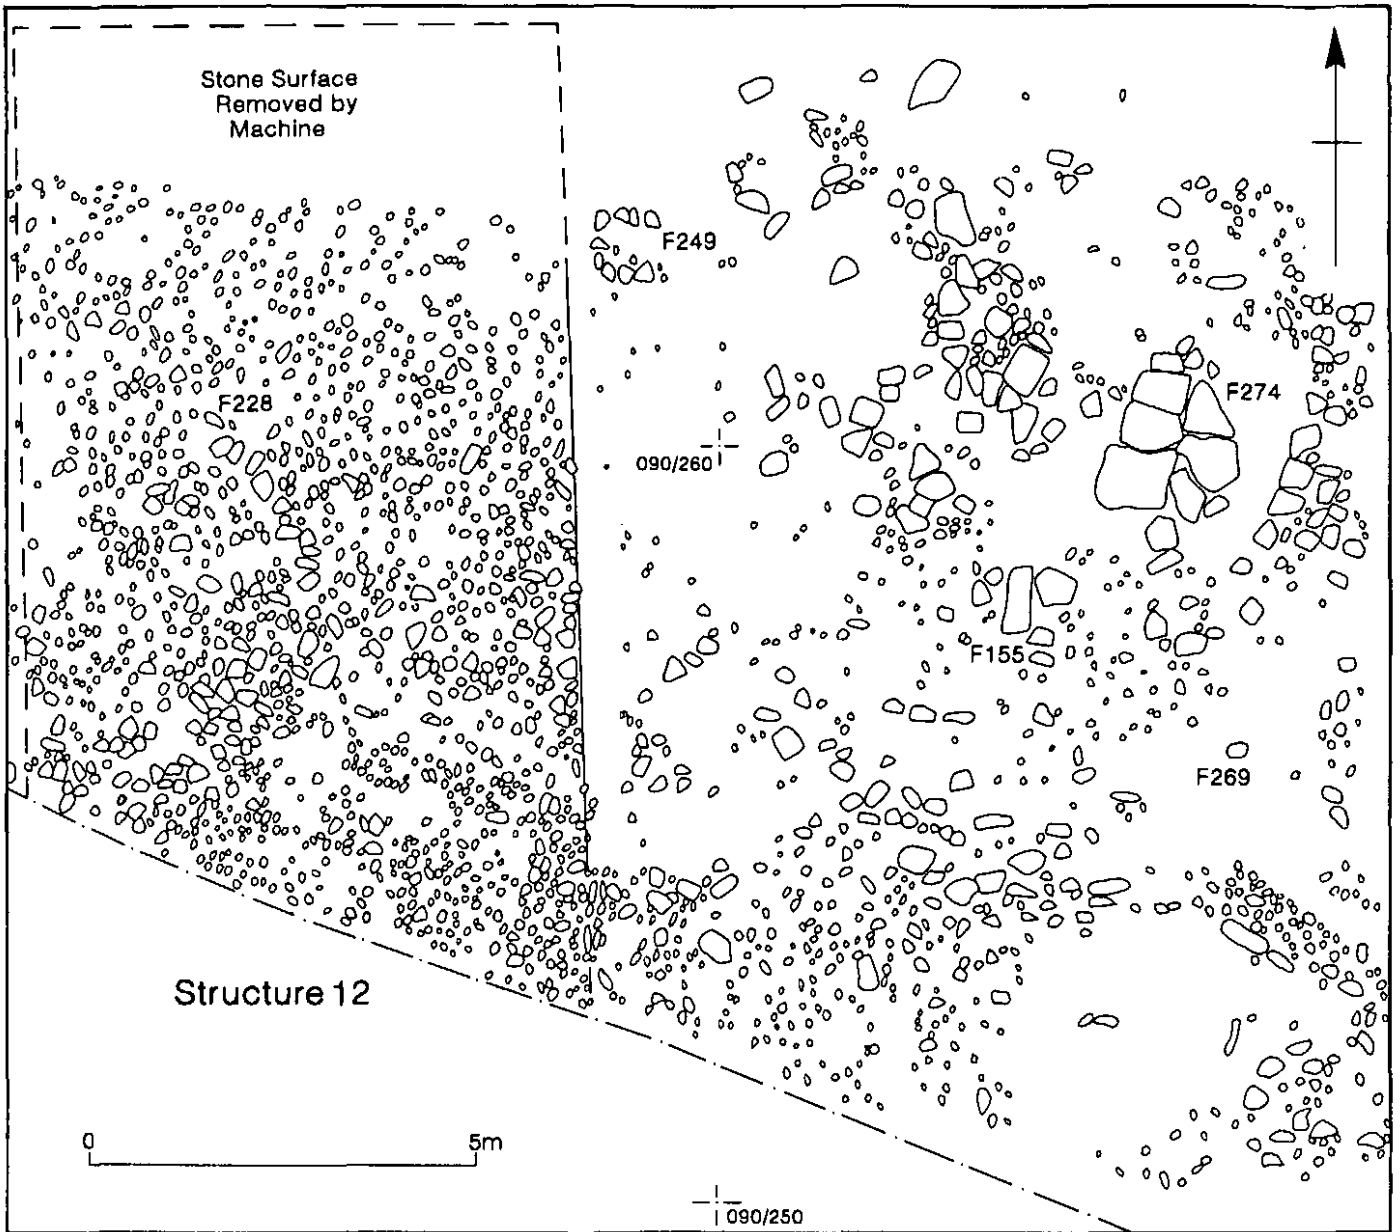 Stone Surface
Removed by
Machine
F249
F228
F274
090/260
F155
F269
Structure 12
0 5m
090/250